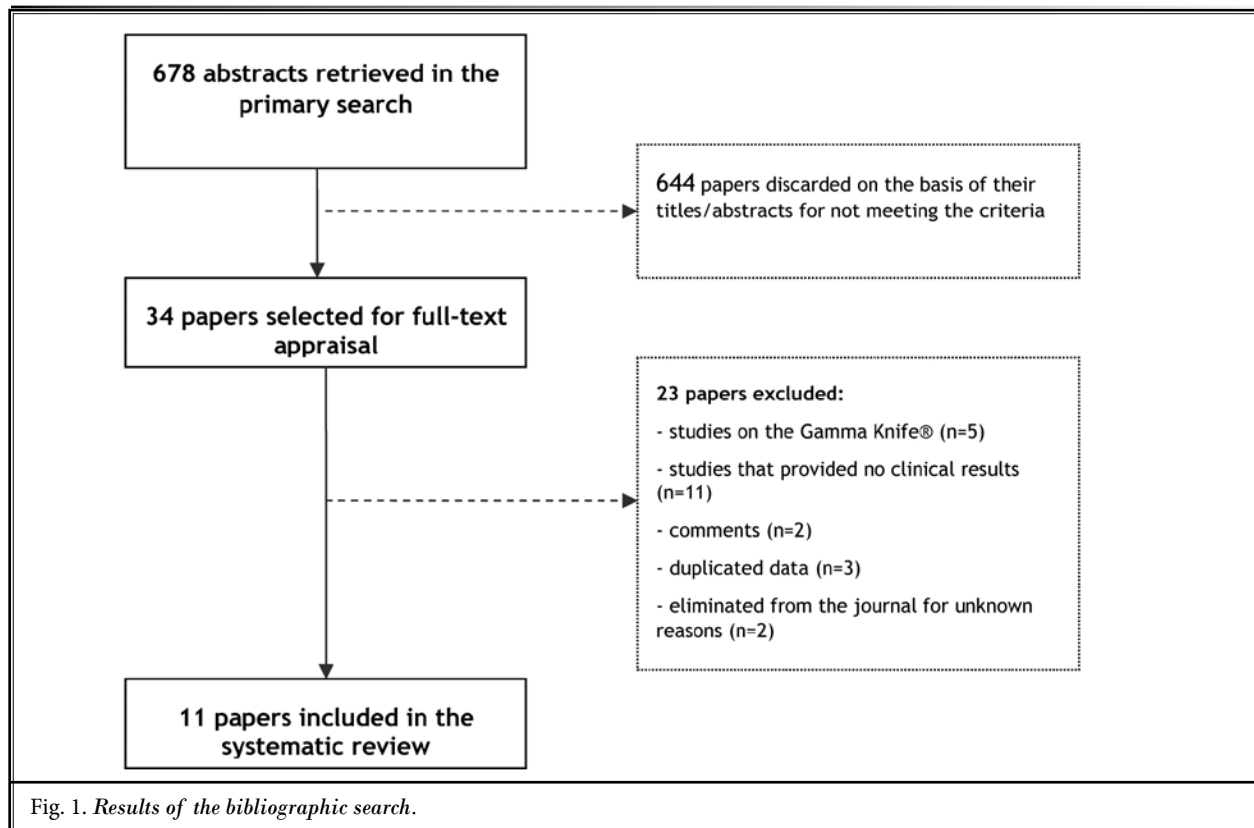 678 abstracts retrieved in the
primary search
644 papers discarded on the basis of their
titles/abstracts for not meeting the criteria
34 papers selected for full-text
appraisal
23 papers excluded:
- studies on the Gamma Knife® (n=5)
- studies that provided no clinical results
(n=11)
- comments (n=2)
- duplicated data (n=3)
- eliminated from the journal for unknown
reasons (n=2)
11 papers included in the
systematic review
Fig. 1. Results of the bibliographic search.